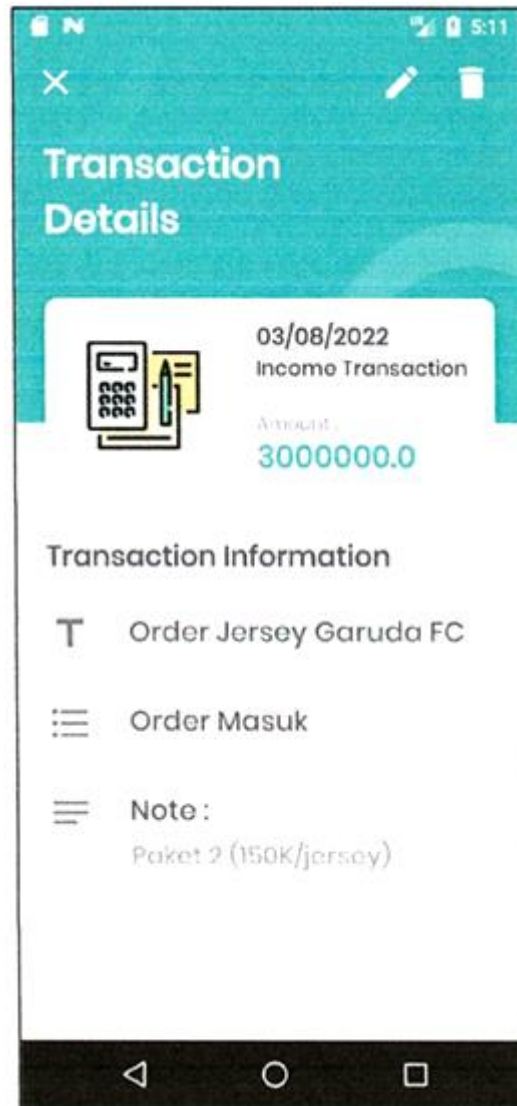 5:11
Transaction
Details
03/08/2022
Income Transaction
Amount :
3000000.0
Transaction Information
T
Order Jersey Garuda FC
Order Masuk
Note :
Paket 2 (150K/jersey)